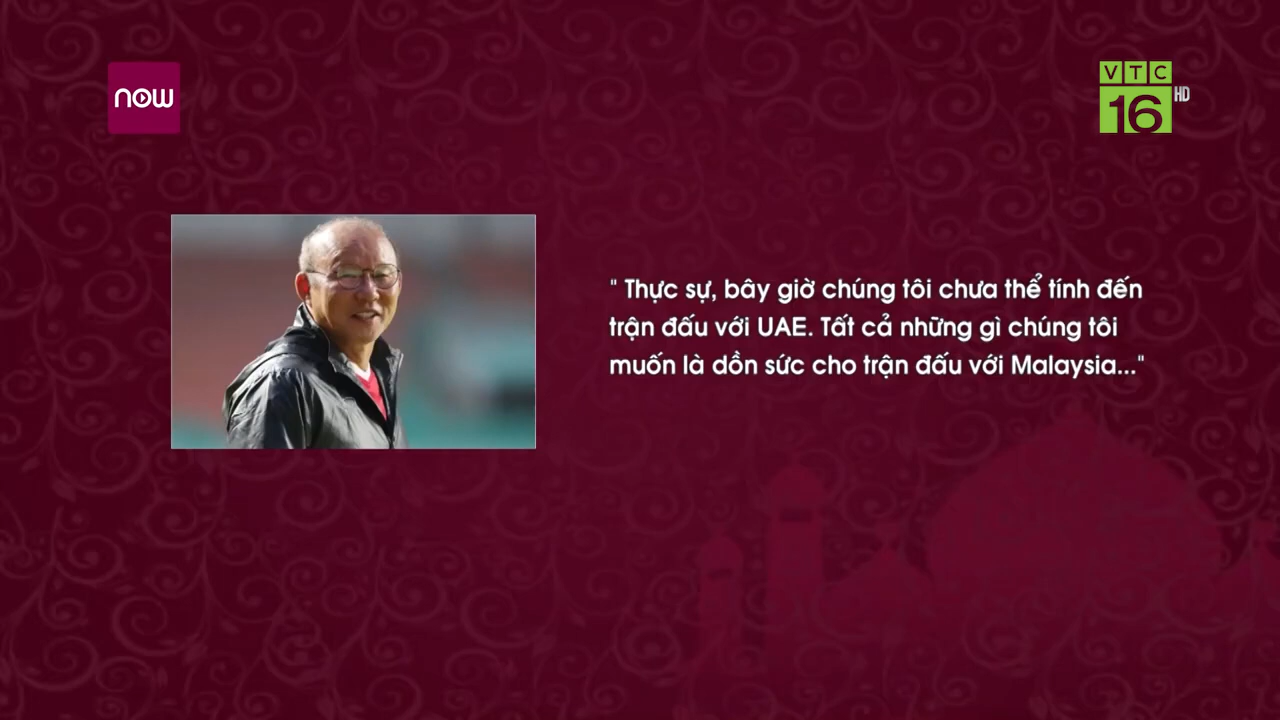 now
VTC
16
HD
" Thực sự, bây giờ chúng tôi chưa thể tính đến
trận đấu với UAE. Tất cả những gì chúng tôi
muốn là dồn sức cho trận đấu với Malaysia..."